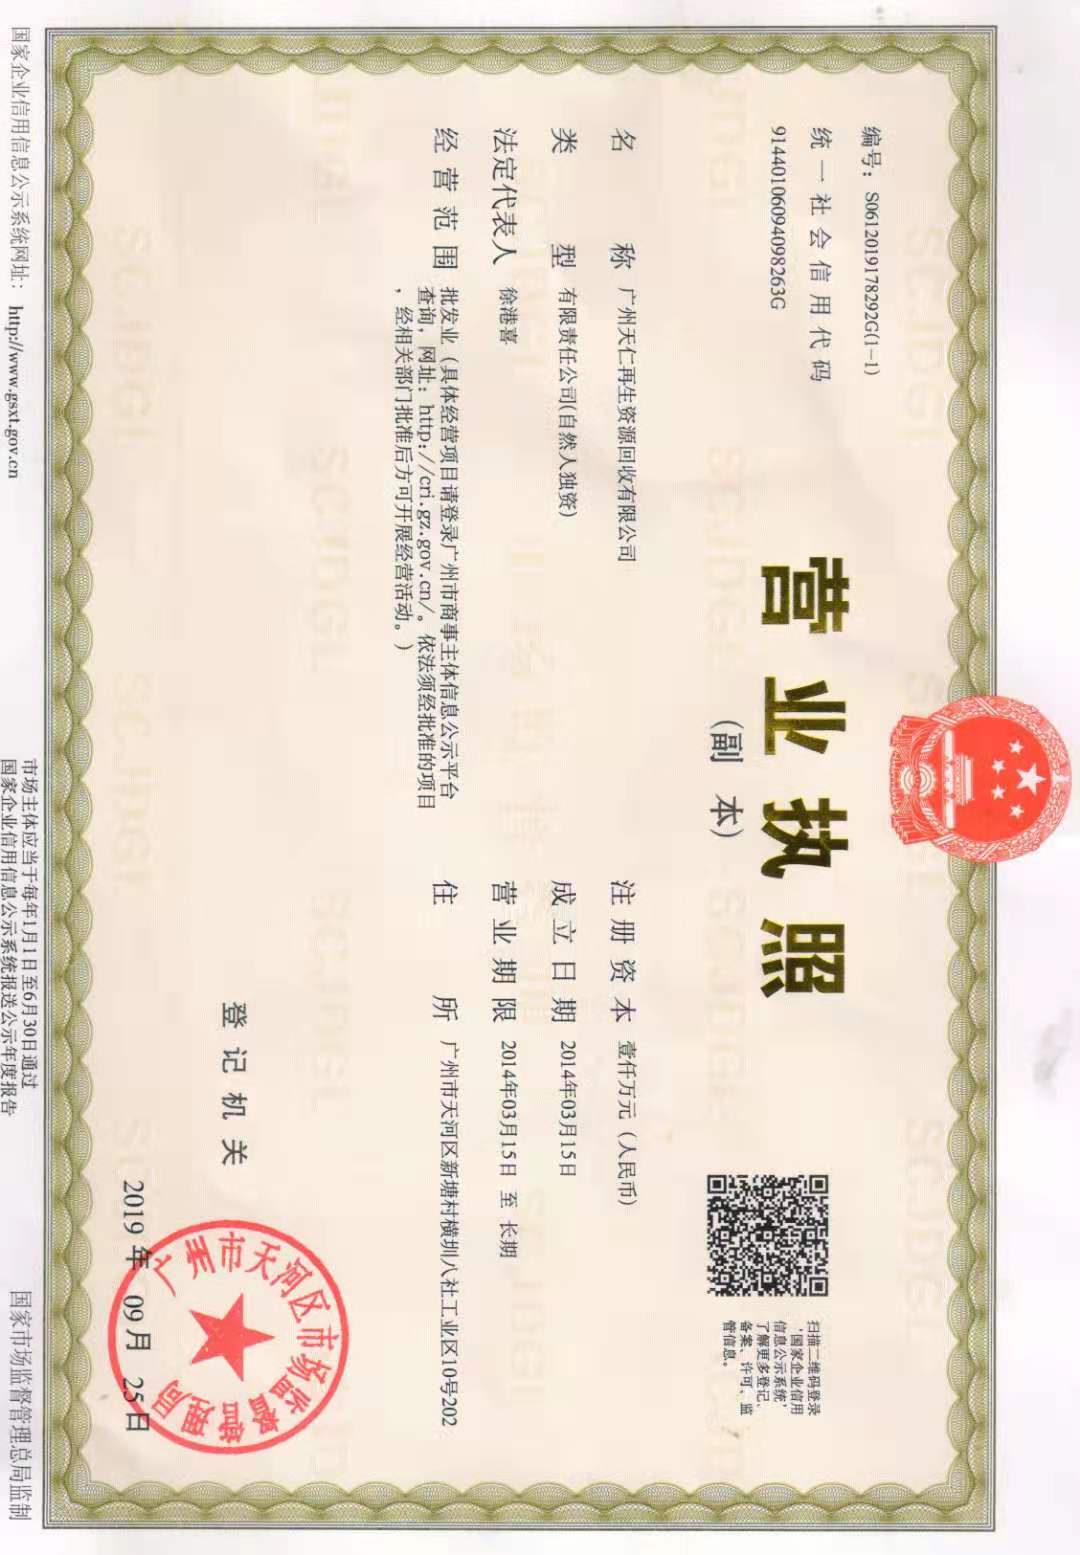 编号：S0612019178292G(1-1)
统一社会信用代码
91440106094098263G
营业执照
(副本)
扫描二维码登录
‘国家企业信用
信息公示系统’
了解更多登记、
备案、许可、监
管信息。
名称 广州天仁再生资源回收有限公司
类型 有限责任公司(自然人独资)
法定代表人 徐港喜
经营范围 批发业（具体经营项目请登录广州市商事主体信息公示平台
查询，网址：http://cri.gz.gov.cn/。依法须经批准的项目
，经相关部门批准后方可开展经营活动。）
注册资本 壹仟万元（人民币）
成立日期 2014年03月15日
营业期限 2014年03月15日 至 长期
住所 广州市天河区新塘村横圳八社工业区10号202
登记机关
广州市天河区市场监督管理局
2019 年 09 月 25 日
国家企业信用信息公示系统网址： http://www.gsxt.gov.cn
市场主体应当于每年1月1日至6月30日通过
国家企业信用信息公示系统报送公示年度报告
国家市场监督管理总局监制
SCJDGL